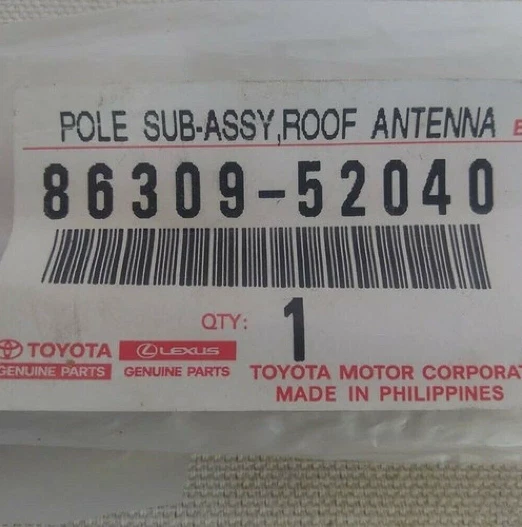 POLE SUB-ASSY,ROOF ANTENNA
86309-52040
QTY: 1
TOYOTA LEXUS
GENUINE PARTS GENUINE PARTS TOYOTA MOTOR CORPORAT
MADE IN PHILIPPINES